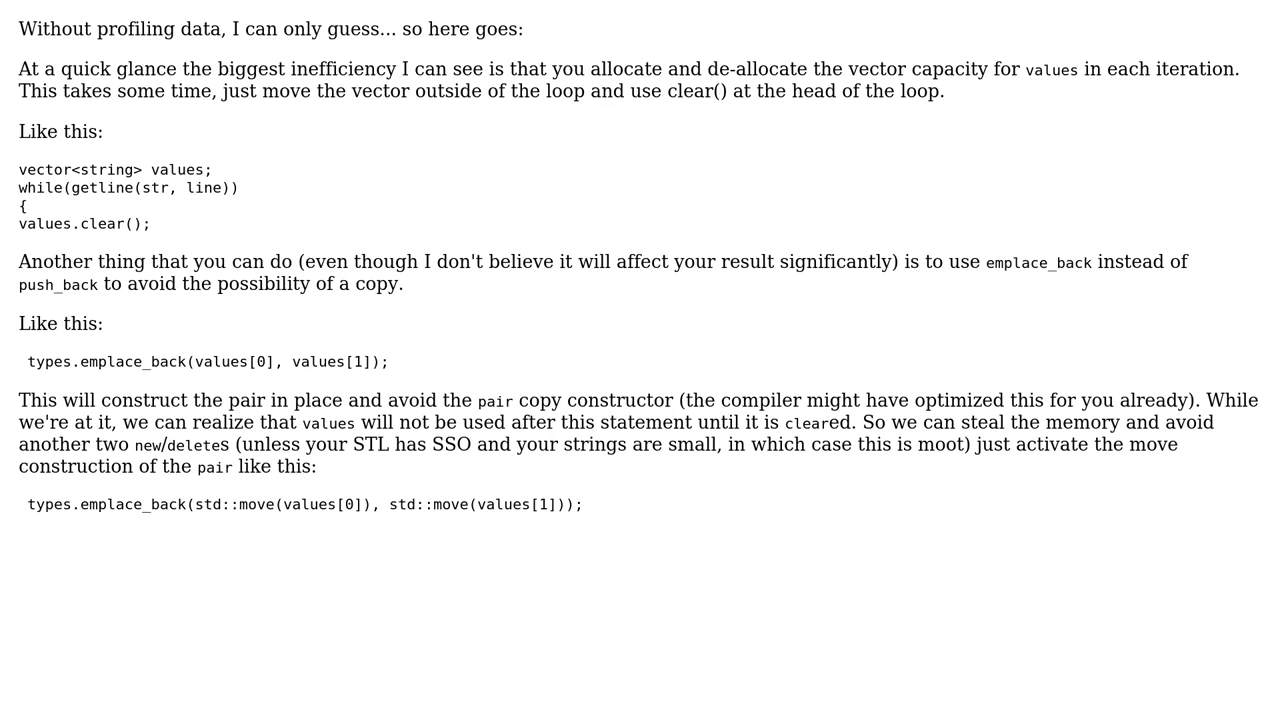 Without profiling data, I can only guess... so here goes:
At a quick glance the biggest inefficiency I can see is that you allocate and de-allocate the vector capacity for values in each iteration.
This takes some time, just move the vector outside of the loop and use clear() at the head of the loop.
Like this:
vector<string> values;
while(getline(str, line))
{
values.clear();
Another thing that you can do (even though I don't believe it will affect your result significantly) is to use emplace_back instead of
push_back to avoid the possibility of a copy.
Like this:
types.emplace_back(values[0], values[1]);
This will construct the pair in place and avoid the pair copy constructor (the compiler might have optimized this for you already). While
we're at it, we can realize that values will not be used after this statement until it is cleared. So we can steal the memory and avoid
another two new/deletes (unless your STL has SSO and your strings are small, in which case this is moot) just activate the move
construction of the pair like this:
types.emplace_back(std::move(values[0]), std::move(values[1]));